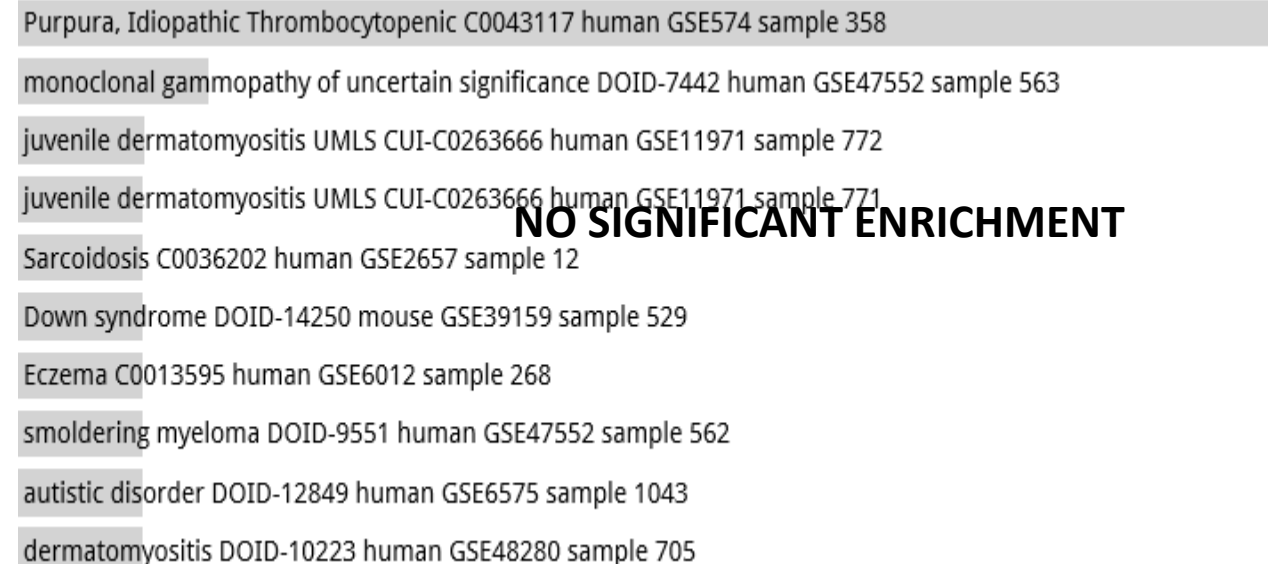 Purpura, Idiopathic Thrombocytopenic C0043117 human GSE574 sample 358
monoclonal gammopathy of uncertain significance DOID-7442 human GSE47552 sample 563
juvenile dermatomyositis UMLS CUI-C0263666 human GSE11971 sample 772
juvenile dermatomyositis UMLS CUI-C0263666 human GSE11971 sample 771
NO SIGNIFICANT ENRICHMENT
Sarcoidosis C0036202 human GSE2657 sample 12
Down syndrome DOID-14250 mouse GSE39159 sample 529
Eczema C0013595 human GSE6012 sample 268
smoldering myeloma DOID-9551 human GSE47552 sample 562
autistic disorder DOID-12849 human GSE6575 sample 1043
dermatomyositis DOID-10223 human GSE48280 sample 705